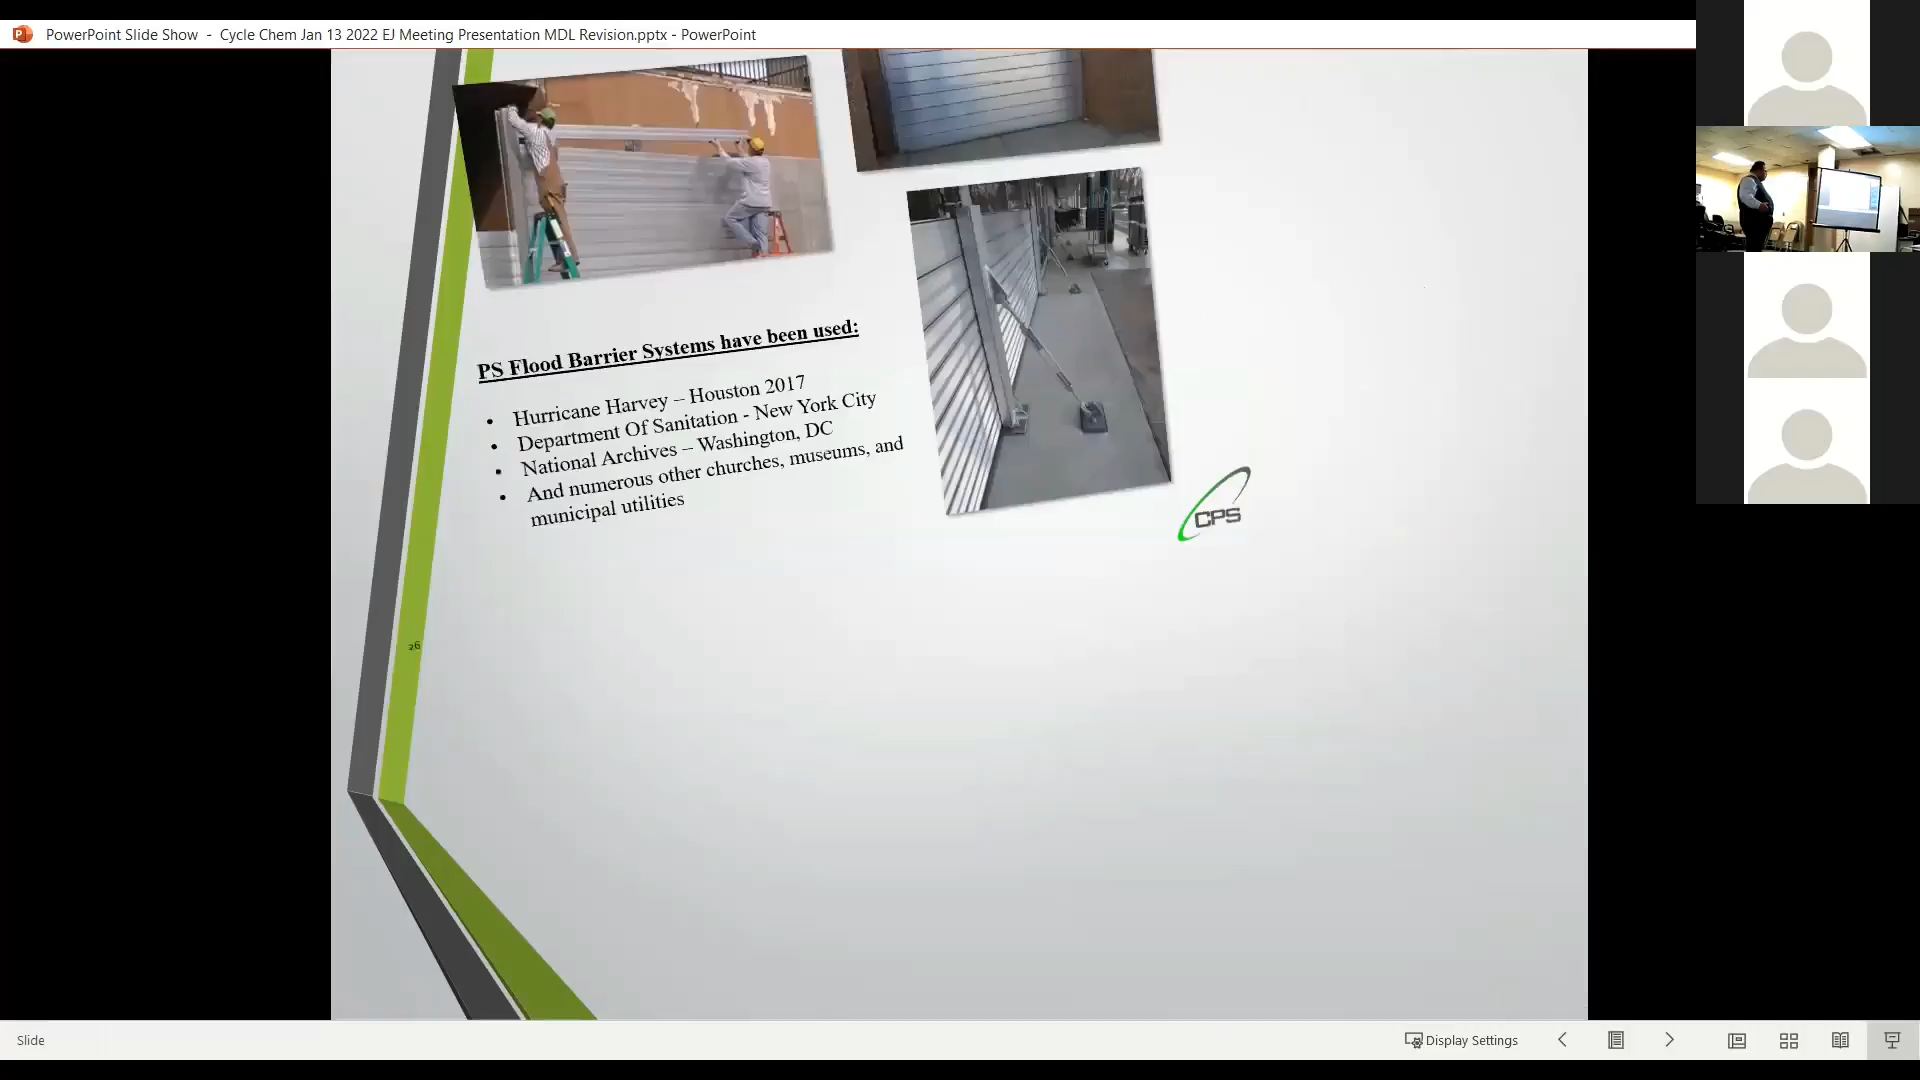 PowerPoint Slide Show - Cycle Chem Jan 13 2022 EJ Meeting Presentation MDL Revision.pptx - PowerPoint
PS Flood Barrier Systems have been used:
• Hurricane Harvey – Houston 2017
• Department Of Sanitation - New York City
• National Archives – Washington, DC
• And numerous other churches, museums, and
municipal utilities
CPS
26
Slide
Display Settings